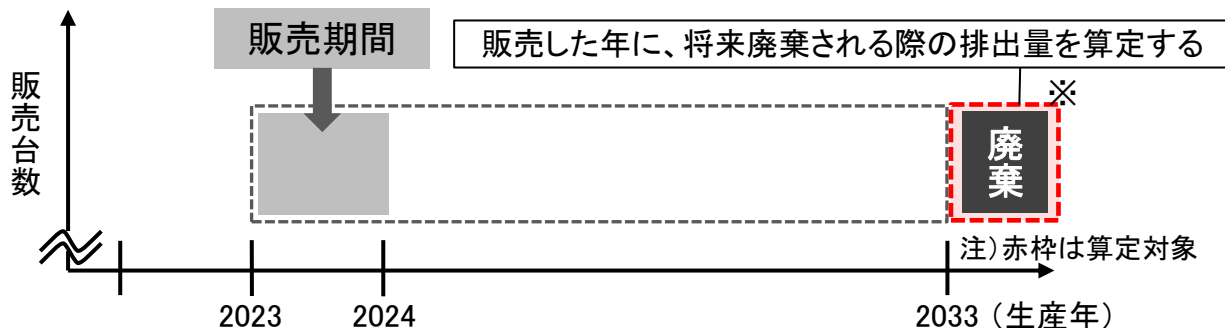 販売期間
販売した年に、将来廃棄される際の排出量を算定する
※
販売台数
廃棄
注）赤枠は算定対象
2023
2024
2033（生産年）